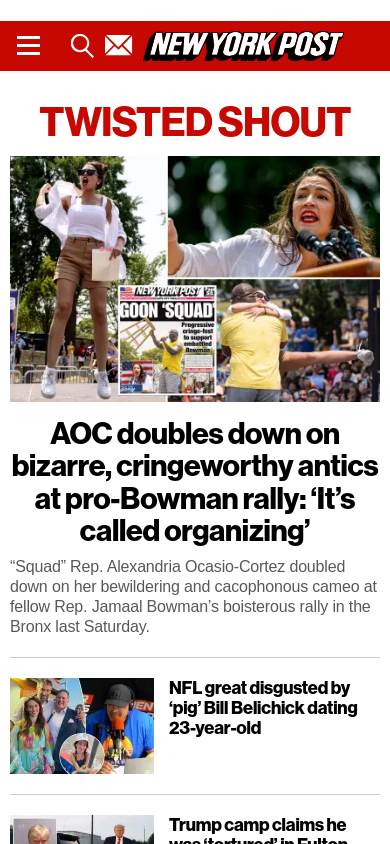 NEW YORK POST
TWISTED SHOUT
NEW YORK POST
GOON ‘SQUAD’
Progressive
cringe-fest
to support
embattled
Bowman
AOC doubles down on
bizarre, cringeworthy antics
at pro-Bowman rally: ‘It’s
called organizing’
“Squad” Rep. Alexandria Ocasio-Cortez doubled
down on her bewildering and cacophonous cameo at
fellow Rep. Jamaal Bowman’s boisterous rally in the
Bronx last Saturday.
NFL great disgusted by
‘pig’ Bill Belichick dating
23-year-old
Trump camp claims he
was ‘tortured’ in Fulton